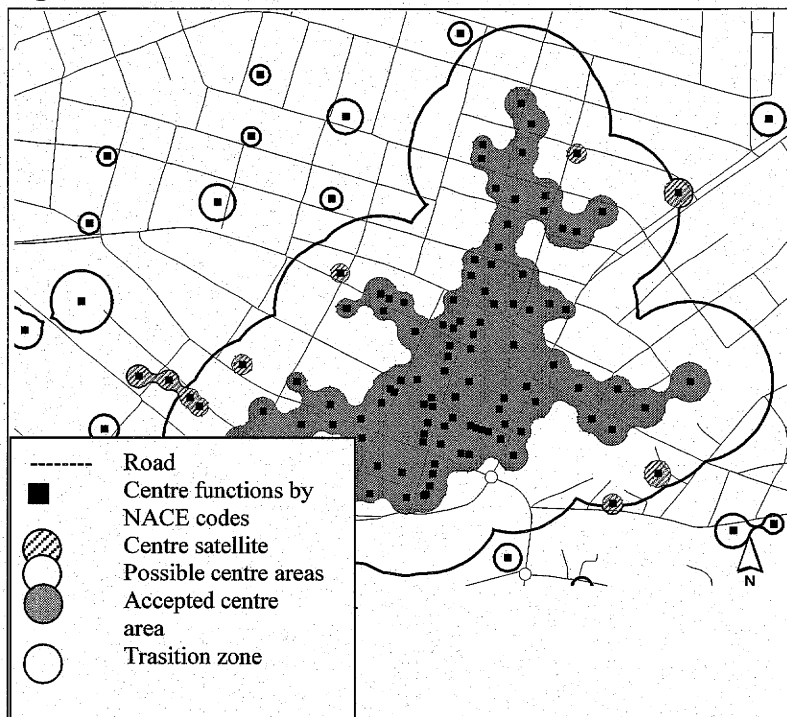 Road
Centre functions by
NACE codes
Centre satellite
Possible centre areas
Accepted centre
area
Trasition zone
N